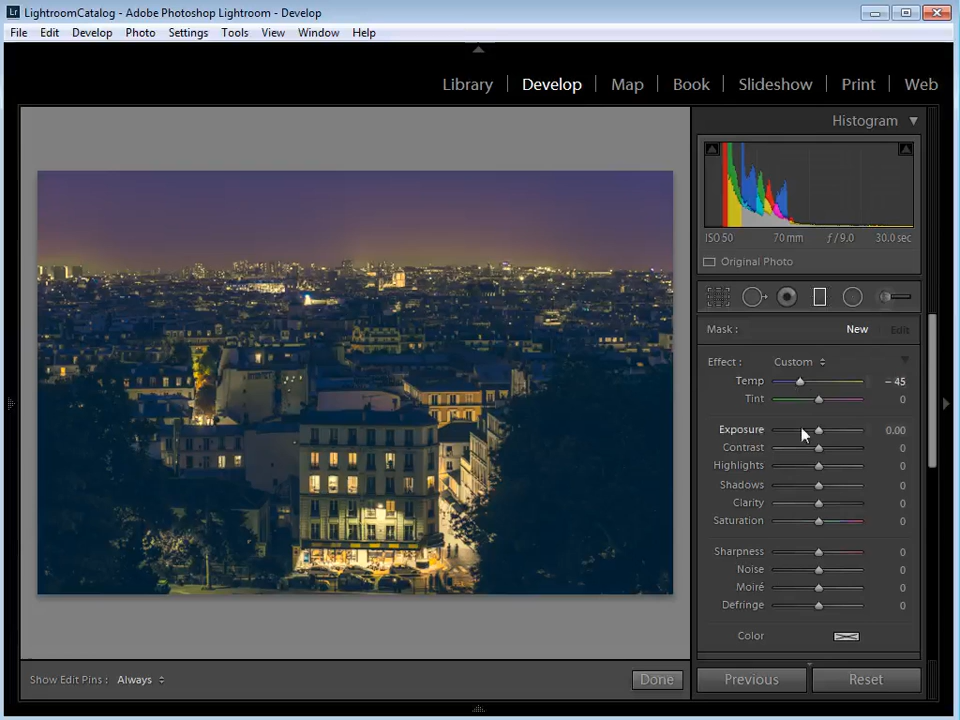 Lr LightroomCatalog - Adobe Photoshop Lightroom - Develop
File Edit Develop Photo Settings Tools View Window Help
Library Develop Map Book Slideshow Print Web
Histogram
ISO 50 70 mm ƒ / 9.0 30.0 sec
Original Photo
Mask : New Edit
Effect : Custom
Temp – 45
Tint 0
Exposure 0.00
Contrast 0
Highlights 0
Shadows 0
Clarity 0
Saturation 0
Sharpness 0
Noise 0
Moiré 0
Defringe 0
Color
Show Edit Pins : Always Done Previous Reset